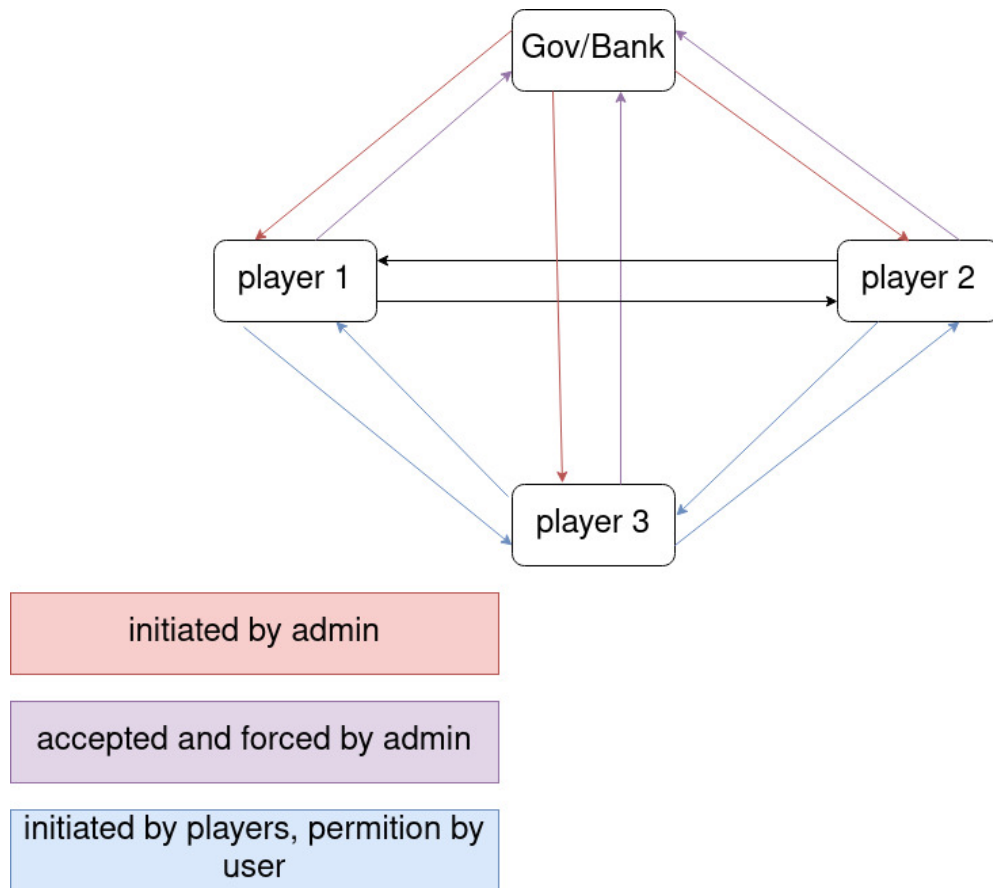 Gov/Bank
player 1
player 2
player 3
initiated by admin
accepted and forced by admin
initiated by players, permition by
user